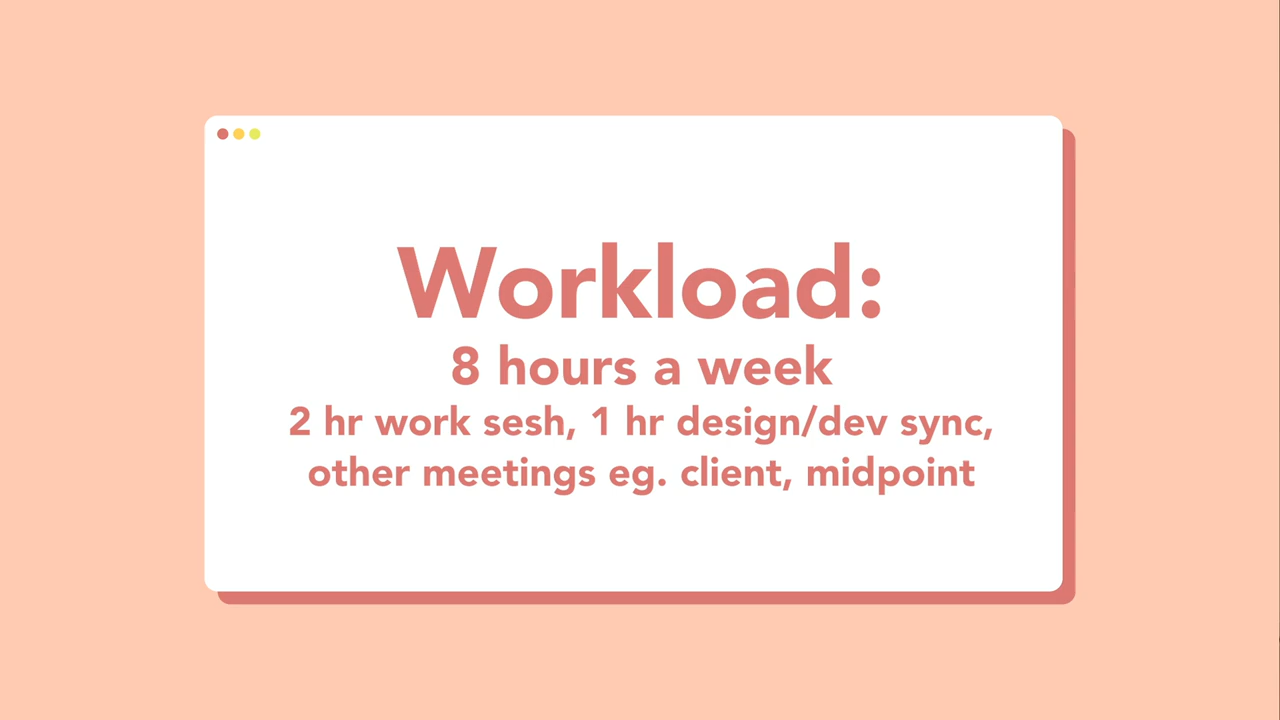 Workload:
8 hours a week
2 hr work sesh, 1 hr design/dev sync,
other meetings eg. client, midpoint